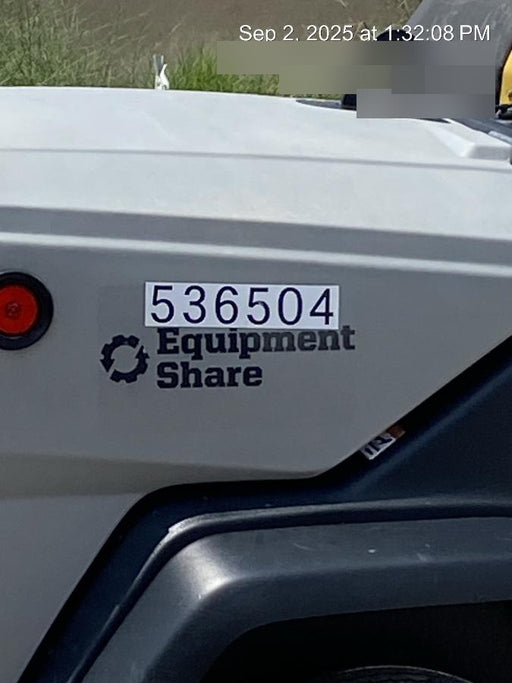 Sep 2, 2025 at 1:32:08 PM
536504
Equipment
Share